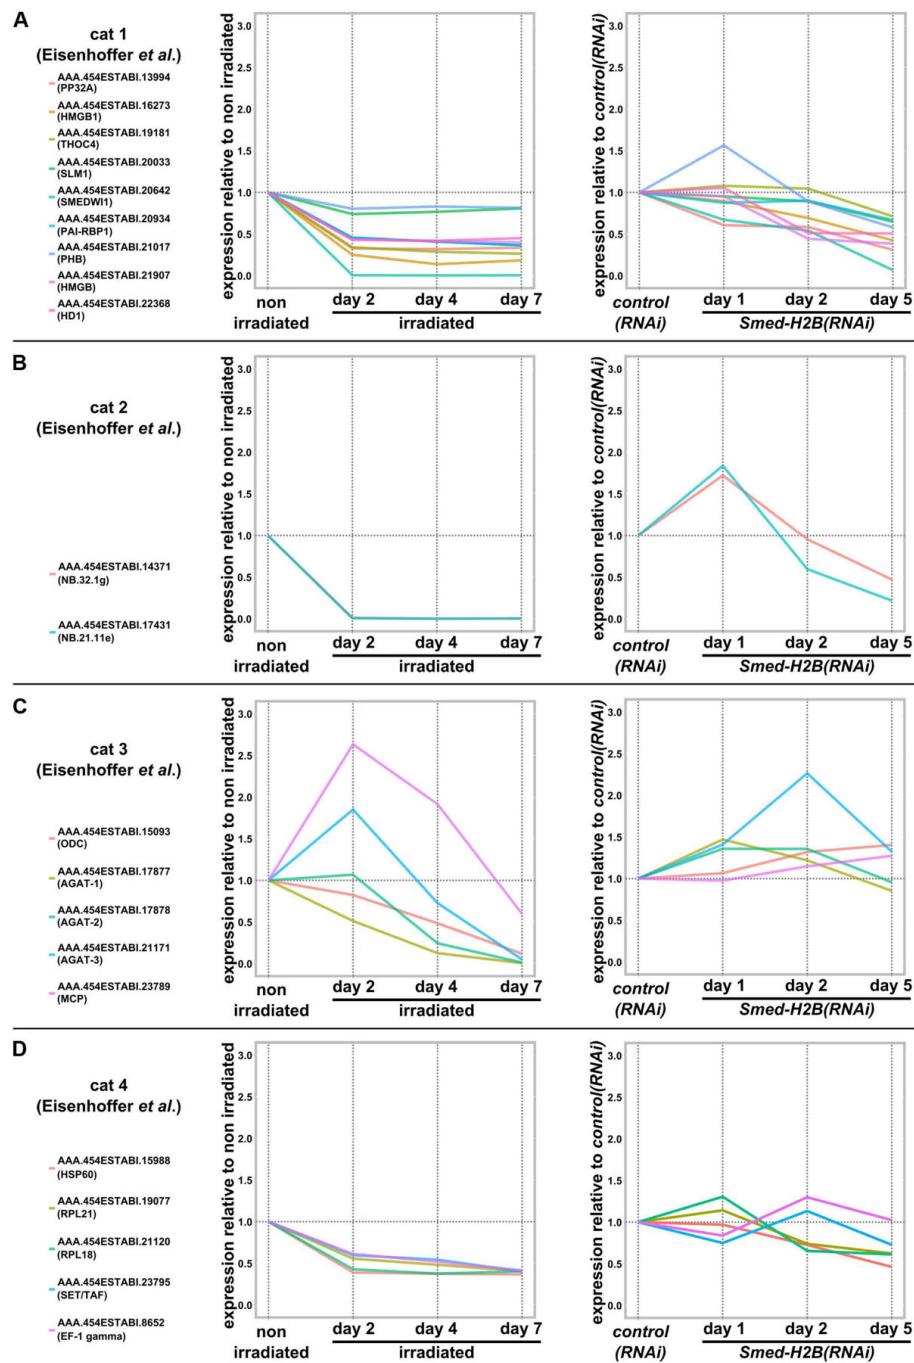 A
cat 1
(Eisenhoffer et al.)
AAA.454ESTABI.13994
(PP32A)
AAA.454ESTABI.16273
(HMGB1)
AAA.454ESTABI.19181
(THOC4)
AAA.454ESTABI.20033
(SLM1)
AAA.454ESTABI.20642
(SMEDWI1)
AAA.454ESTABI.20934
(PAI-RBP1)
AAA.454ESTABI.21017
(PHB)
AAA.454ESTABI.21907
(HMGB)
AAA.454ESTABI.22368
(HD1)
expression relative to non irradiated
3.0
2.5
2.0
1.5
1.0
0.5
0.0
non
irradiated
day 2
day 4
day 7
irradiated
expression relative to control(RNAi)
3.0
2.5
2.0
1.5
1.0
0.5
0.0
control
(RNAi)
day 1
day 2
day 5
Smed-H2B(RNAi)
B
cat 2
(Eisenhoffer et al.)
AAA.454ESTABI.14371
(NB.32.1g)
AAA.454ESTABI.17431
(NB.21.11e)
expression relative to non irradiated
3.0
2.5
2.0
1.5
1.0
0.5
0.0
non
irradiated
day 2
day 4
day 7
irradiated
expression relative to control(RNAi)
3.0
2.5
2.0
1.5
1.0
0.5
0.0
control
(RNAi)
day 1
day 2
day 5
Smed-H2B(RNAi)
C
cat 3
(Eisenhoffer et al.)
AAA.454ESTABI.15093
(ODC)
AAA.454ESTABI.17877
(AGAT-1)
AAA.454ESTABI.17878
(AGAT-2)
AAA.454ESTABI.21171
(AGAT-3)
AAA.454ESTABI.23789
(MCP)
expression relative to non irradiated
3.0
2.5
2.0
1.5
1.0
0.5
0.0
non
irradiated
day 2
day 4
day 7
irradiated
expression relative to control(RNAi)
3.0
2.5
2.0
1.5
1.0
0.5
0.0
control
(RNAi)
day 1
day 2
day 5
Smed-H2B(RNAi)
D
cat 4
(Eisenhoffer et al.)
AAA.454ESTABI.15988
(HSP60)
AAA.454ESTABI.19077
(RPL21)
AAA.454ESTABI.21120
(RPL18)
AAA.454ESTABI.23795
(SET/TAF)
AAA.454ESTABI.8652
(EF-1 gamma)
expression relative to non irradiated
3.0
2.5
2.0
1.5
1.0
0.5
0.0
non
irradiated
day 2
day 4
day 7
irradiated
expression relative to control(RNAi)
3.0
2.5
2.0
1.5
1.0
0.5
0.0
control
(RNAi)
day 1
day 2
day 5
Smed-H2B(RNAi)